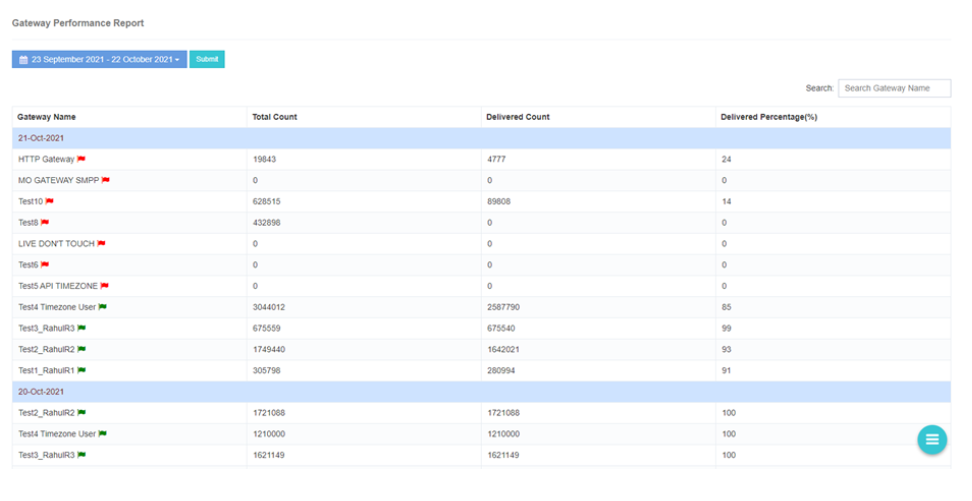 Gateway Performance Report
23 September 2021 - 22 October 2021 Submit
Search: Search Gateway Name
Gateway Name Total Count Delivered Count Delivered Percentage(%)
21-Oct-2021
HTTP Gateway 19843 4777 24
MO GATEWAY SMPP 0 0 0
Test10 628515 89808 14
Test8 432898 0 0
LIVE DON'T TOUCH 0 0 0
Test6 0 0 0
Test5 API TIMEZONE 0 0 0
Test4 Timezone User 3044012 2587790 85
Test3_RahulR3 675559 675540 99
Test2_RahulR2 1749440 1642021 93
Test1_RahulR1 305798 280994 91
20-Oct-2021
Test2_RahulR2 1721088 1721088 100
Test4 Timezone User 1210000 1210000 100
Test3_RahulR3 1621149 1621149 100